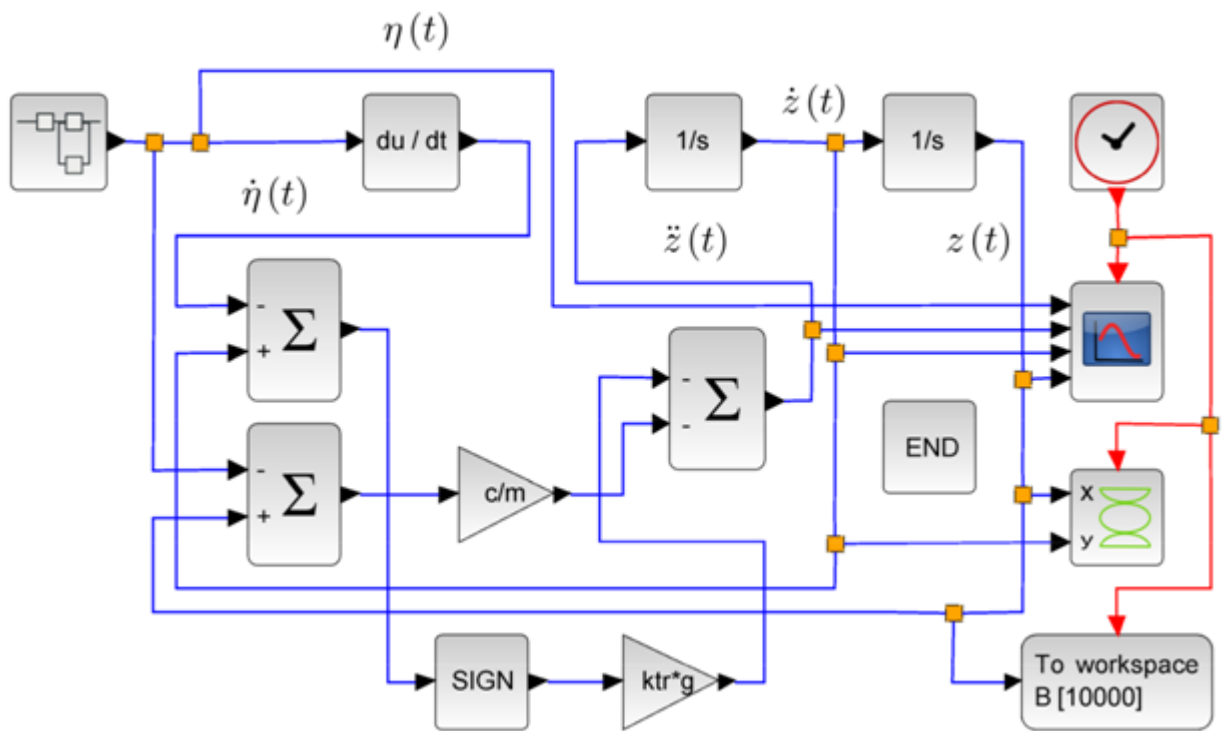 η(t)
ż(t)
du / dt
1/s
1/s
η̇(t)
z̈(t)
z(t)
-
Σ
+
-
Σ
-
END
-
Σ
+
c/m
X
Y
SIGN
ktr*g
To workspace
B [10000]